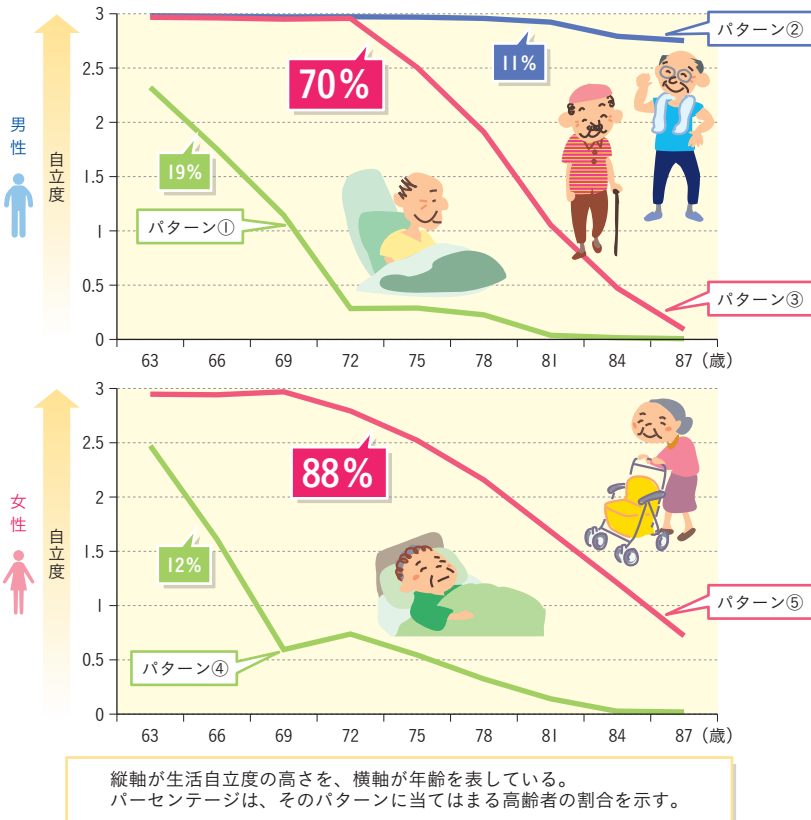 3
2.5
2
1.5
1
0.5
0
男性
自立度
70%
11%
19%
パターン①
パターン②
パターン③
63 66 69 72 75 78 81 84 87（歳）
3
2.5
2
1.5
1
0.5
0
女性
自立度
88%
12%
パターン④
パターン⑤
63 66 69 72 75 78 81 84 87（歳）
縦軸が生活自立度の高さを、横軸が年齢を表している。
パーセンテージは、そのパターンに当てはまる高齢者の割合を示す。